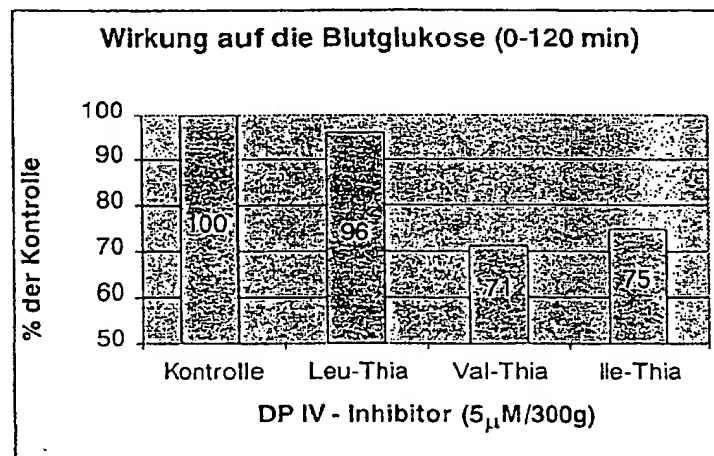 Wirkung auf die Blutglukose (0-120 min)
% der Kontrolle
100
90
80
70
60
50
100
96
71
75
Kontrolle Leu-Thia Val-Thia Ile-Thia
DP IV - Inhibitor (5µM/300g)